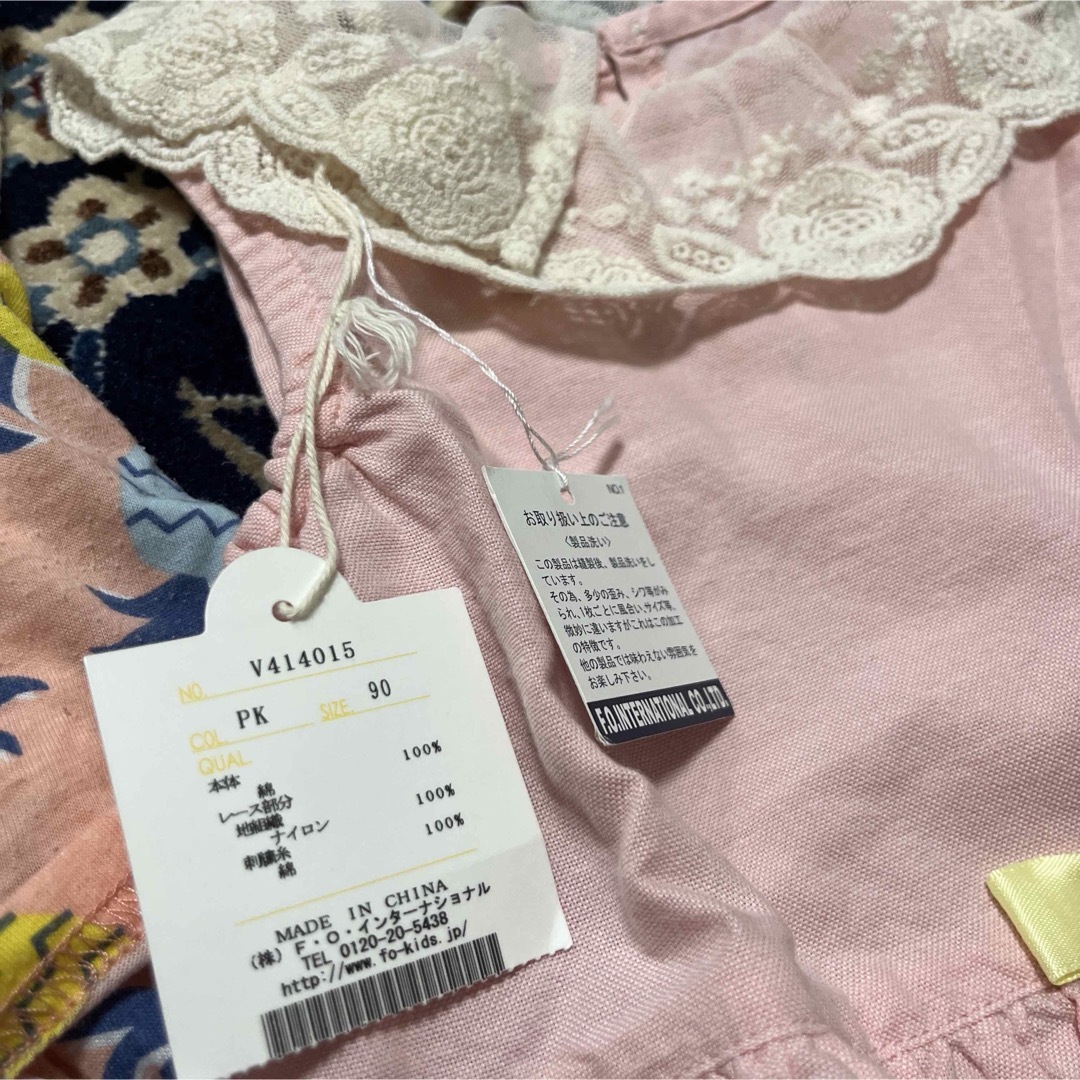 NO. V414015
COL. PK SIZE. 90
QUAL.
本体
綿 100%
レース部分
地組織
ナイロン 100%
刺繍糸
綿 100%
MADE IN CHINA
(株) F・O・インターナショナル
TEL 0120-20-5438
http://www.fo-kids.jp/
NO.Y
お取り扱い上のご注意
〈製品洗い〉
この製品は縫製後、製品洗いをし
ています。
その為、多少の歪み、シワ等がみ
られ、1枚ごとに風合い、サイズ等、
微妙に違いますがこれはこの加工
の特徴です。
他の製品では味わえない雰囲気を
お楽しみ下さい。
F.O.INTERNATIONAL CO.,LTD.